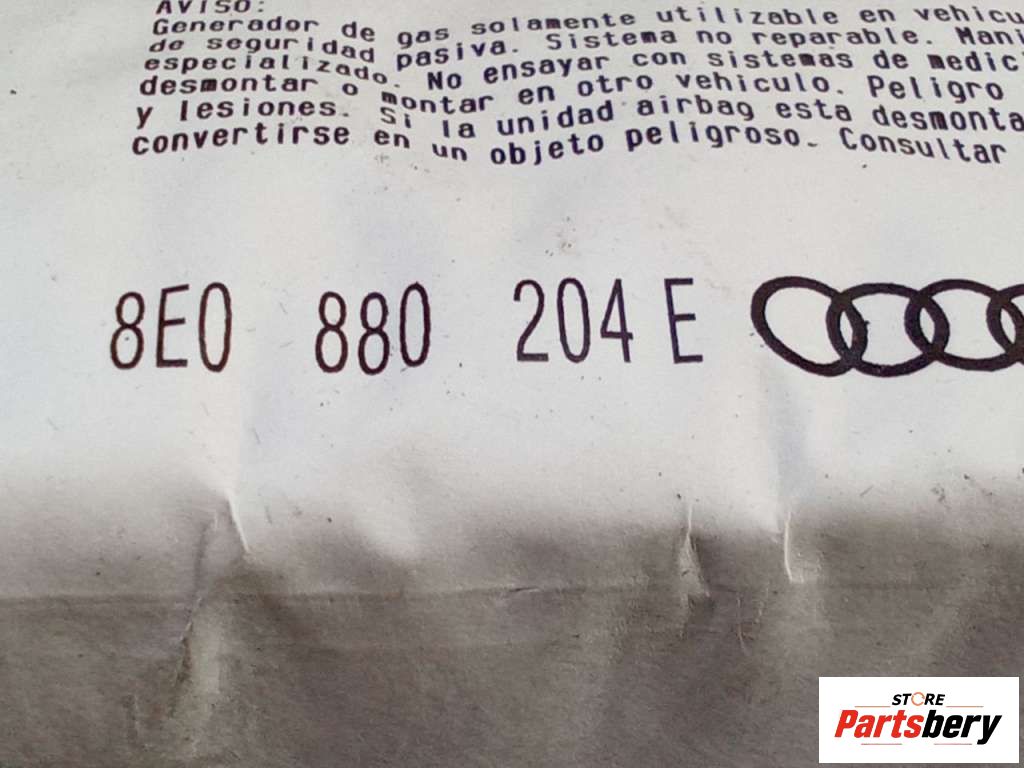 AVISO:
Generador de gas solamente utilizable en vehicu
de seguridad pasiva. Sistema no reparable. Mani
especializado. No ensayar con sistemas de medic
desmontar o montar en otro vehiculo. Peligro
y lesiones. Si la unidad airbag esta desmonta
convertirse en un objeto peligroso. Consultar
8E0 880 204 E
STORE
Partsbery